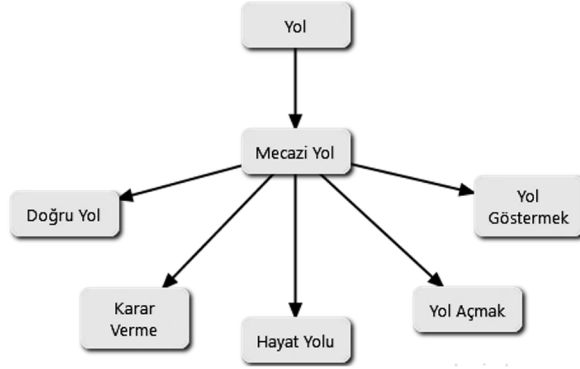 Yol
Mecazi Yol
Doğru Yol
Yol
Göstermek
Karar
Verme
Hayat Yolu
Yol Açmak